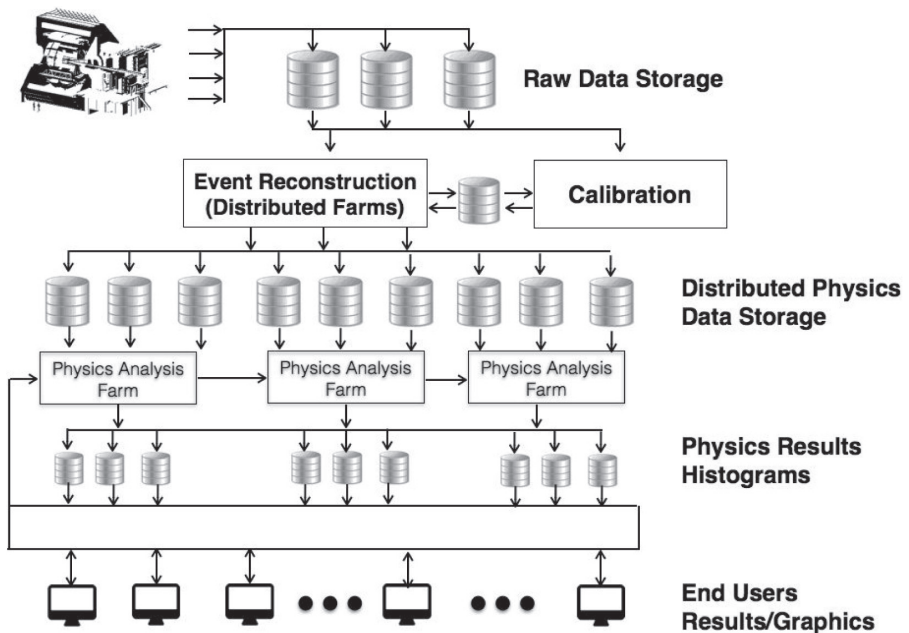 Raw Data Storage
Event Reconstruction
(Distributed Farms)
Calibration
Distributed Physics
Data Storage
Physics Analysis
Farm
Physics Analysis
Farm
Physics Analysis
Farm
Physics Results
Histograms
End Users
Results/Graphics